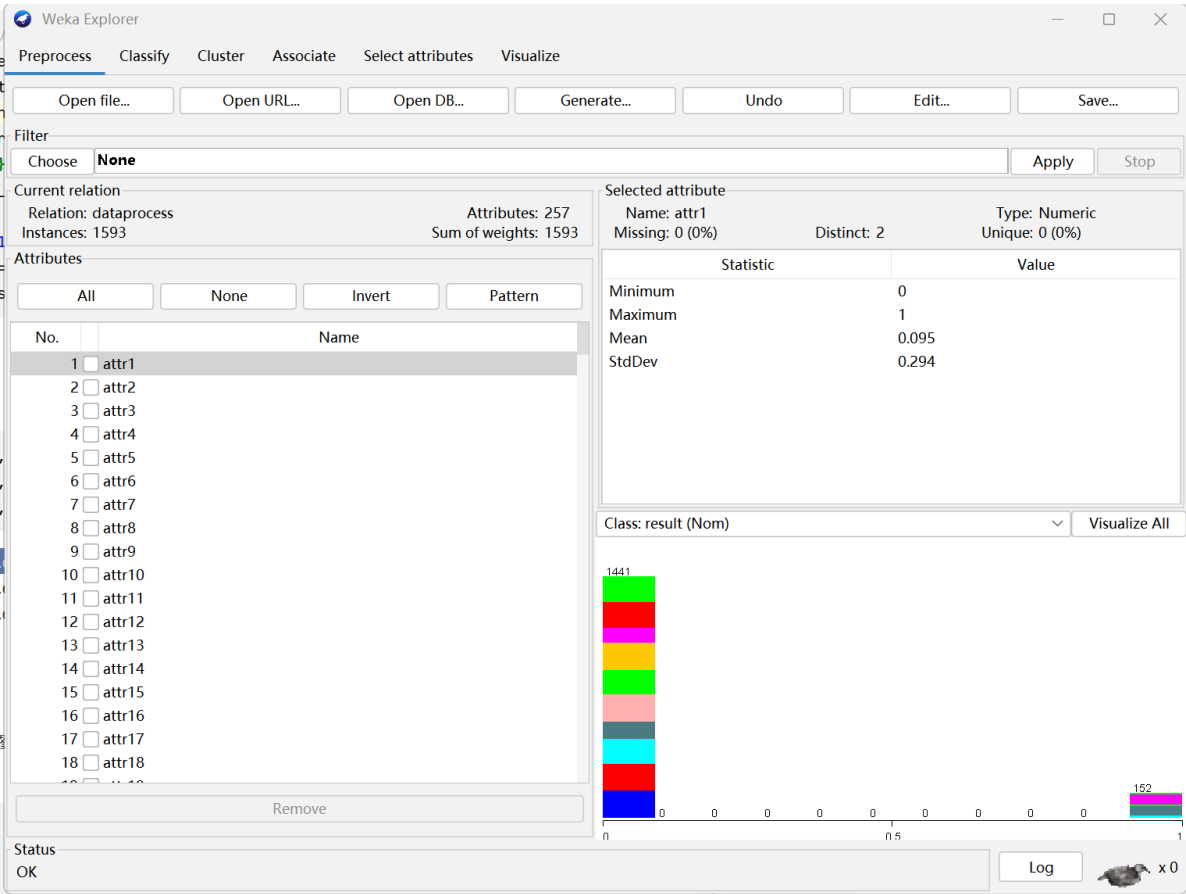 Weka Explorer
Preprocess Classify Cluster Associate Select attributes Visualize
Open file... Open URL... Open DB... Generate... Undo Edit... Save...
Filter
Choose None Apply Stop
Current relation
Relation: dataprocess Attributes: 257
Instances: 1593 Sum of weights: 1593
Attributes
All None Invert Pattern
No. Name
1 attr1
2 attr2
3 attr3
4 attr4
5 attr5
6 attr6
7 attr7
8 attr8
9 attr9
10 attr10
11 attr11
12 attr12
13 attr13
14 attr14
15 attr15
16 attr16
17 attr17
18 attr18
Remove
Selected attribute
Name: attr1 Type: Numeric
Missing: 0 (0%) Distinct: 2 Unique: 0 (0%)
Statistic Value
Minimum 0
Maximum 1
Mean 0.095
StdDev 0.294
Class: result (Nom) Visualize All
1441
152
0 0 0 0 0 0 0 0 0
0 0.5 1
Status
OK
Log x 0